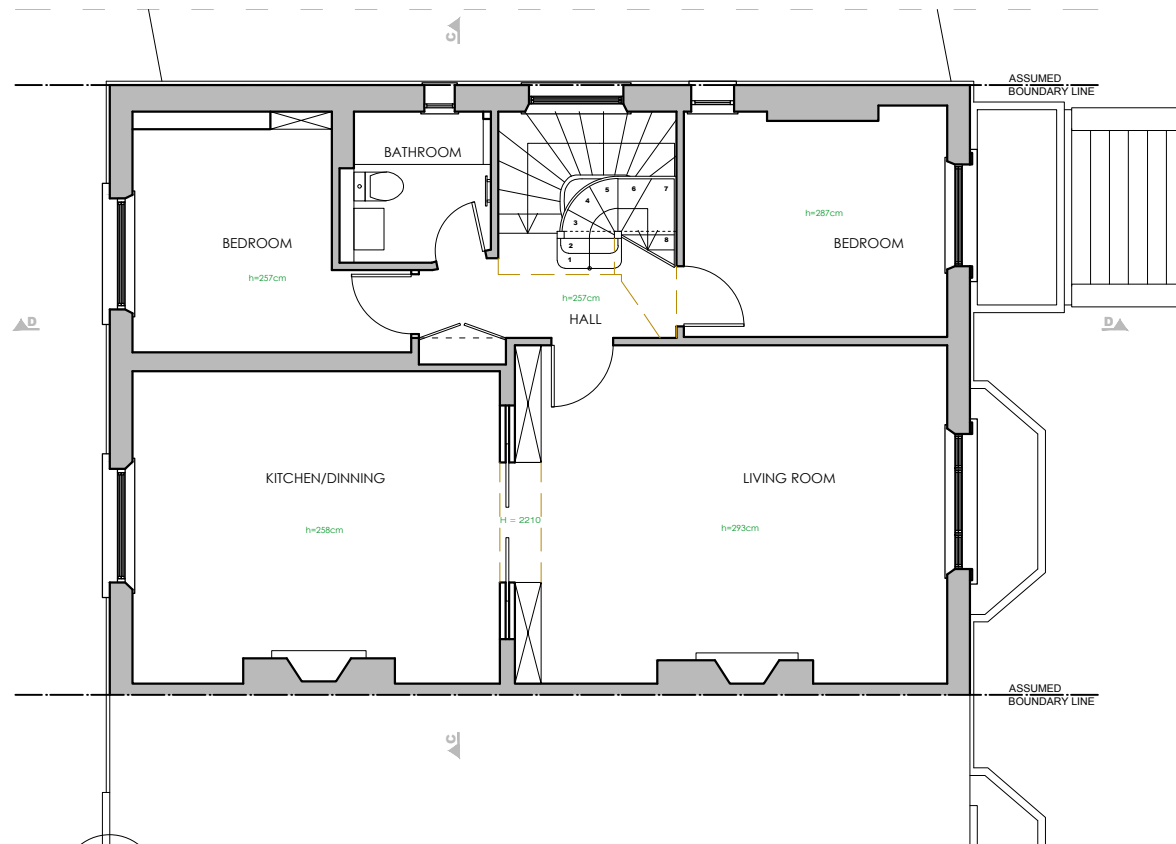 C
ASSUMED
BOUNDARY LINE
BATHROOM
5
6
7
4
3
2
8
1
h=287cm
BEDROOM
BEDROOM
h=257cm
h=257cm
HALL
D
D
KITCHEN/DINNING
LIVING ROOM
H = 2210
h=258cm
h=293cm
ASSUMED
BOUNDARY LINE
C